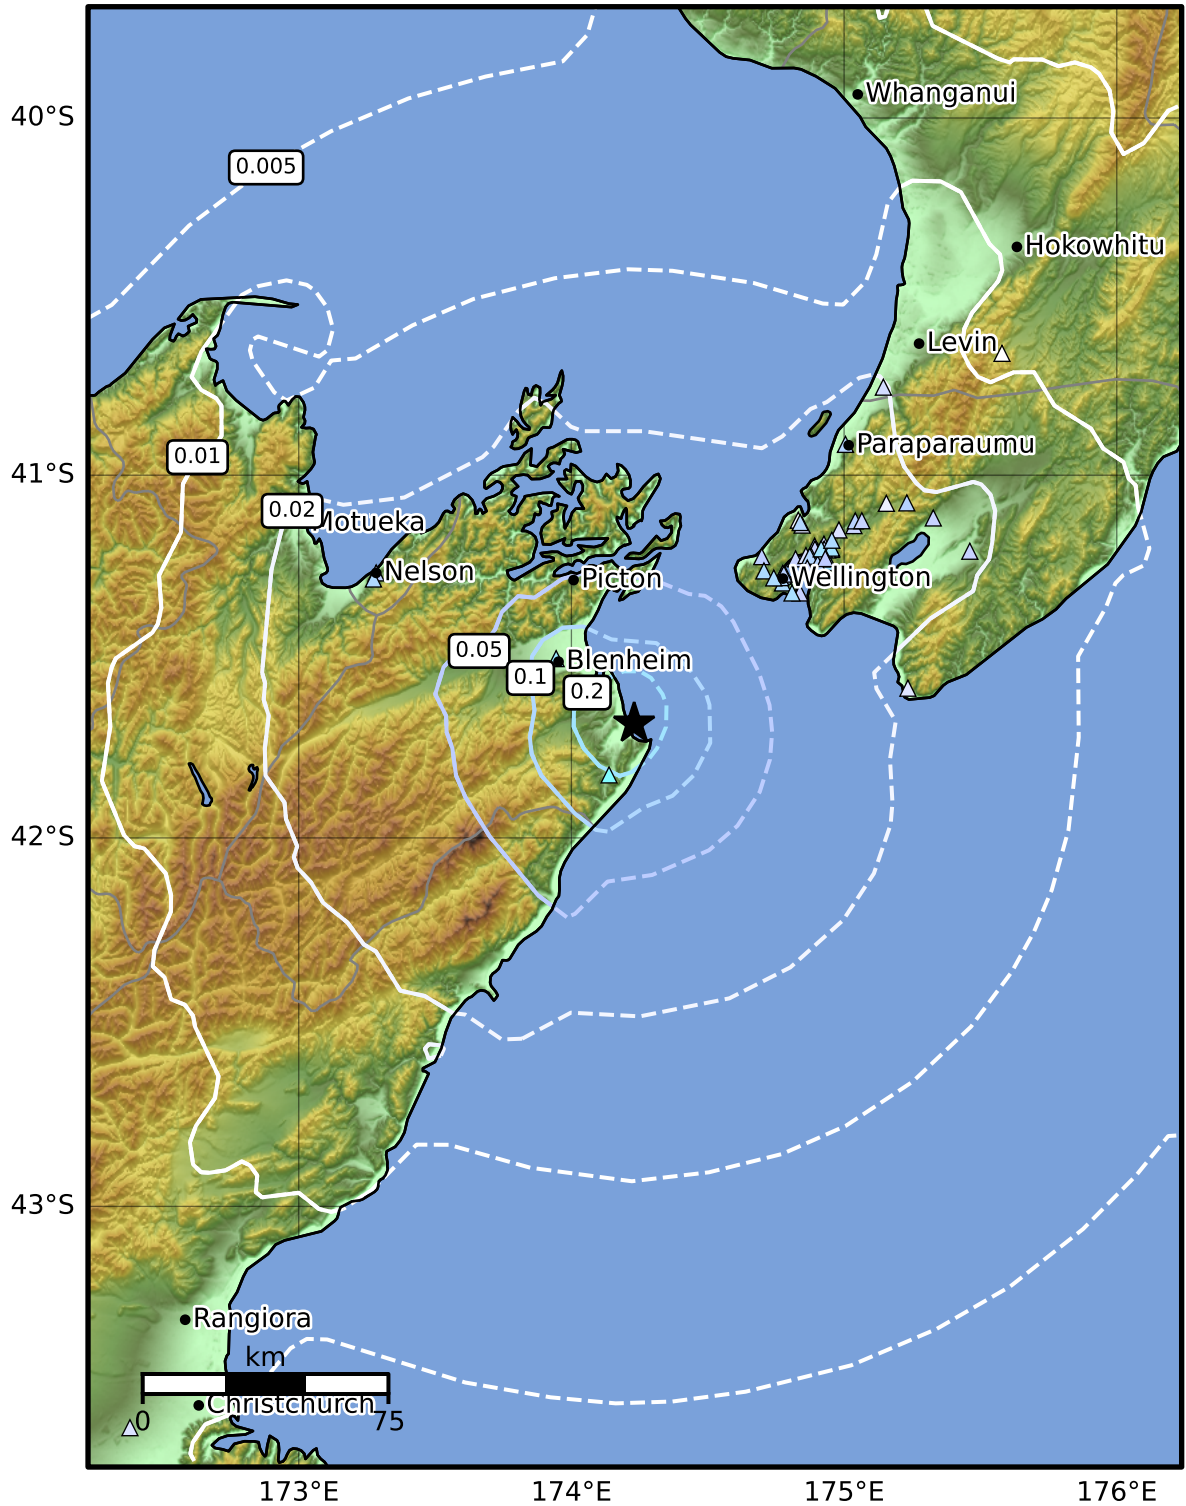 Whanganui
40°S
0.005
Hokowhitu
Levin
Paraparaumu
0.01
41°S
0.02
Motueka
Nelson
Picton
Wellington
0.05
Blenheim
0.1
0.2
42°S
43°S
Rangiora
km
Christchurch
0
75
173°E
174°E
175°E
176°E